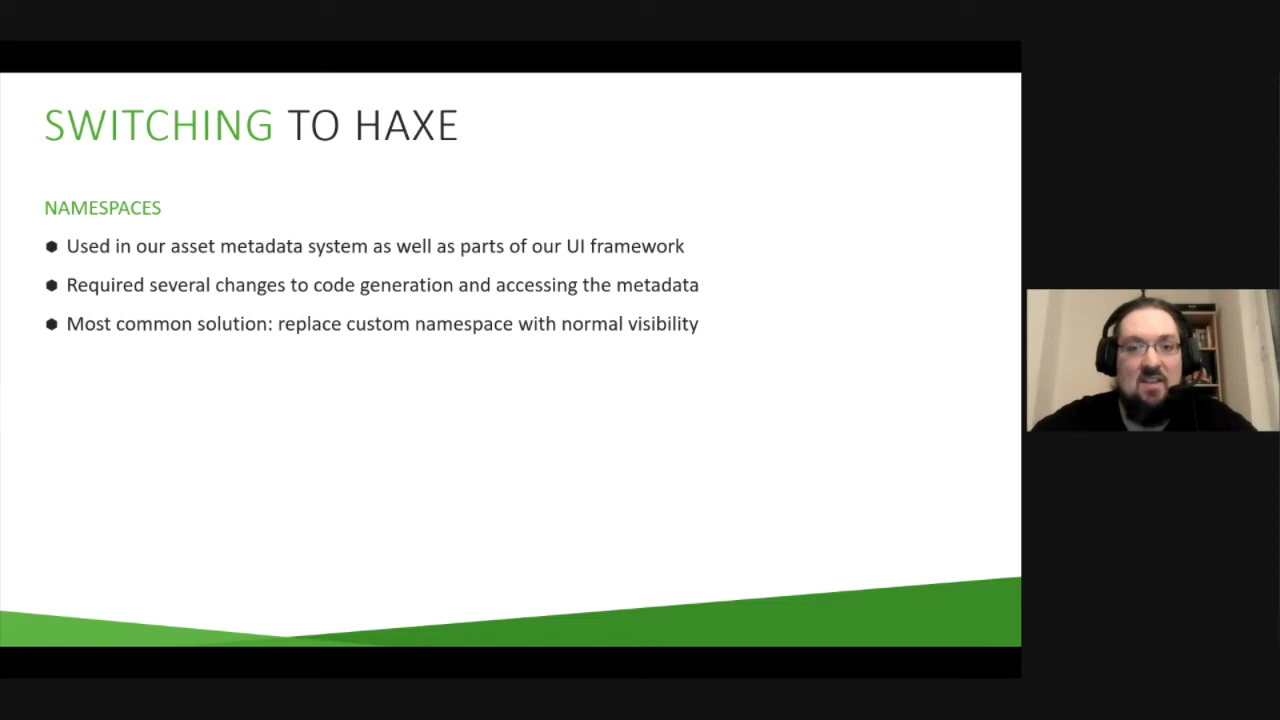 SWITCHING TO HAXE
NAMESPACES
Used in our asset metadata system as well as parts of our UI framework
Required several changes to code generation and accessing the metadata
Most common solution: replace custom namespace with normal visibility